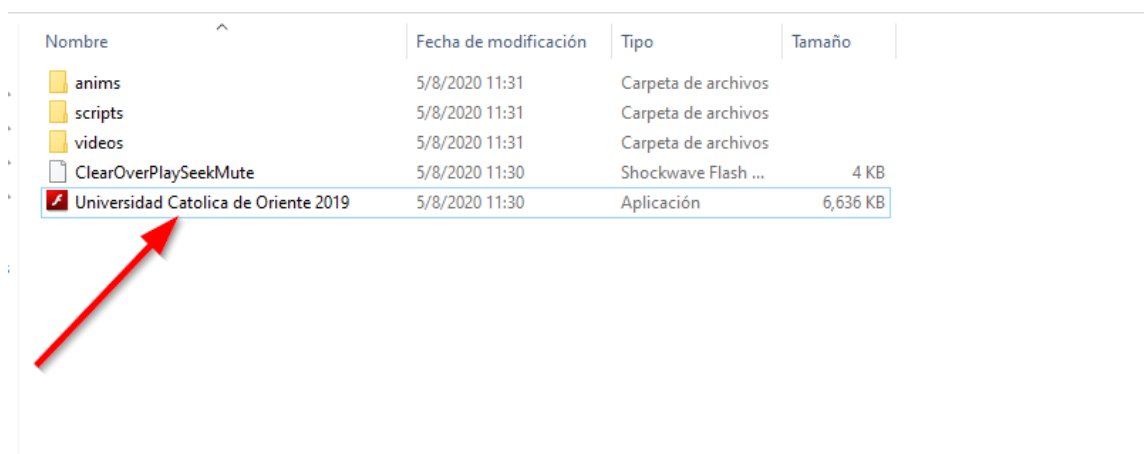 Nombre Fecha de modificación Tipo Tamaño
anims 5/8/2020 11:31 Carpeta de archivos
scripts 5/8/2020 11:31 Carpeta de archivos
videos 5/8/2020 11:31 Carpeta de archivos
ClearOverPlaySeekMute 5/8/2020 11:30 Shockwave Flash ... 4 KB
Universidad Catolica de Oriente 2019 5/8/2020 11:30 Aplicación 6,636 KB